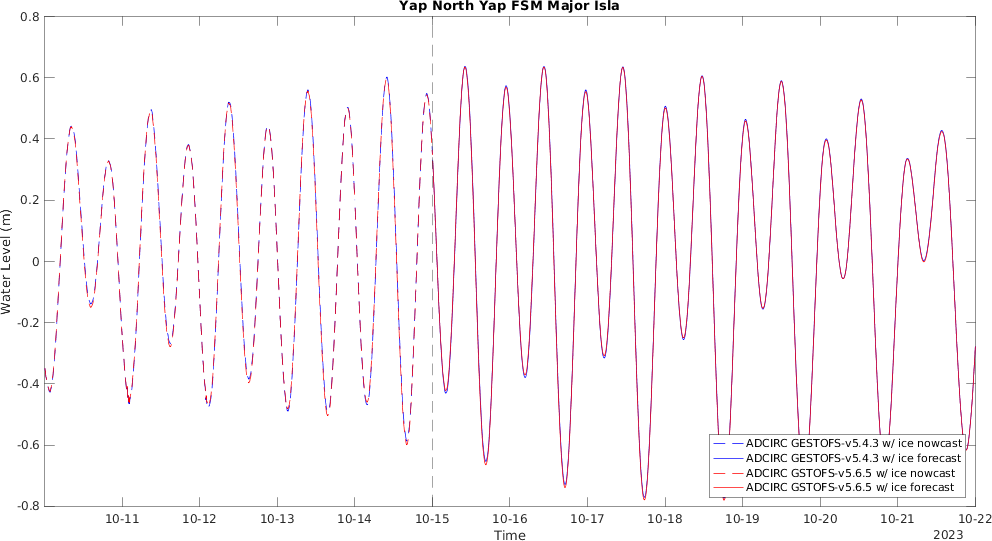 Yap North Yap FSM Major Isla
0.8
0.6
0.4
0.2
0
-0.2
-0.4
-0.6
-0.8
Water Level (m)
ADCIRC GESTOFS-v5.4.3 w/ ice nowcast
ADCIRC GESTOFS-v5.4.3 w/ ice forecast
ADCIRC GSTOFS-v5.6.5 w/ ice nowcast
ADCIRC GSTOFS-v5.6.5 w/ ice forecast
10-11 10-12 10-13 10-14 10-15 10-16 10-17 10-18 10-19 10-20 10-21 10-22
Time
2023